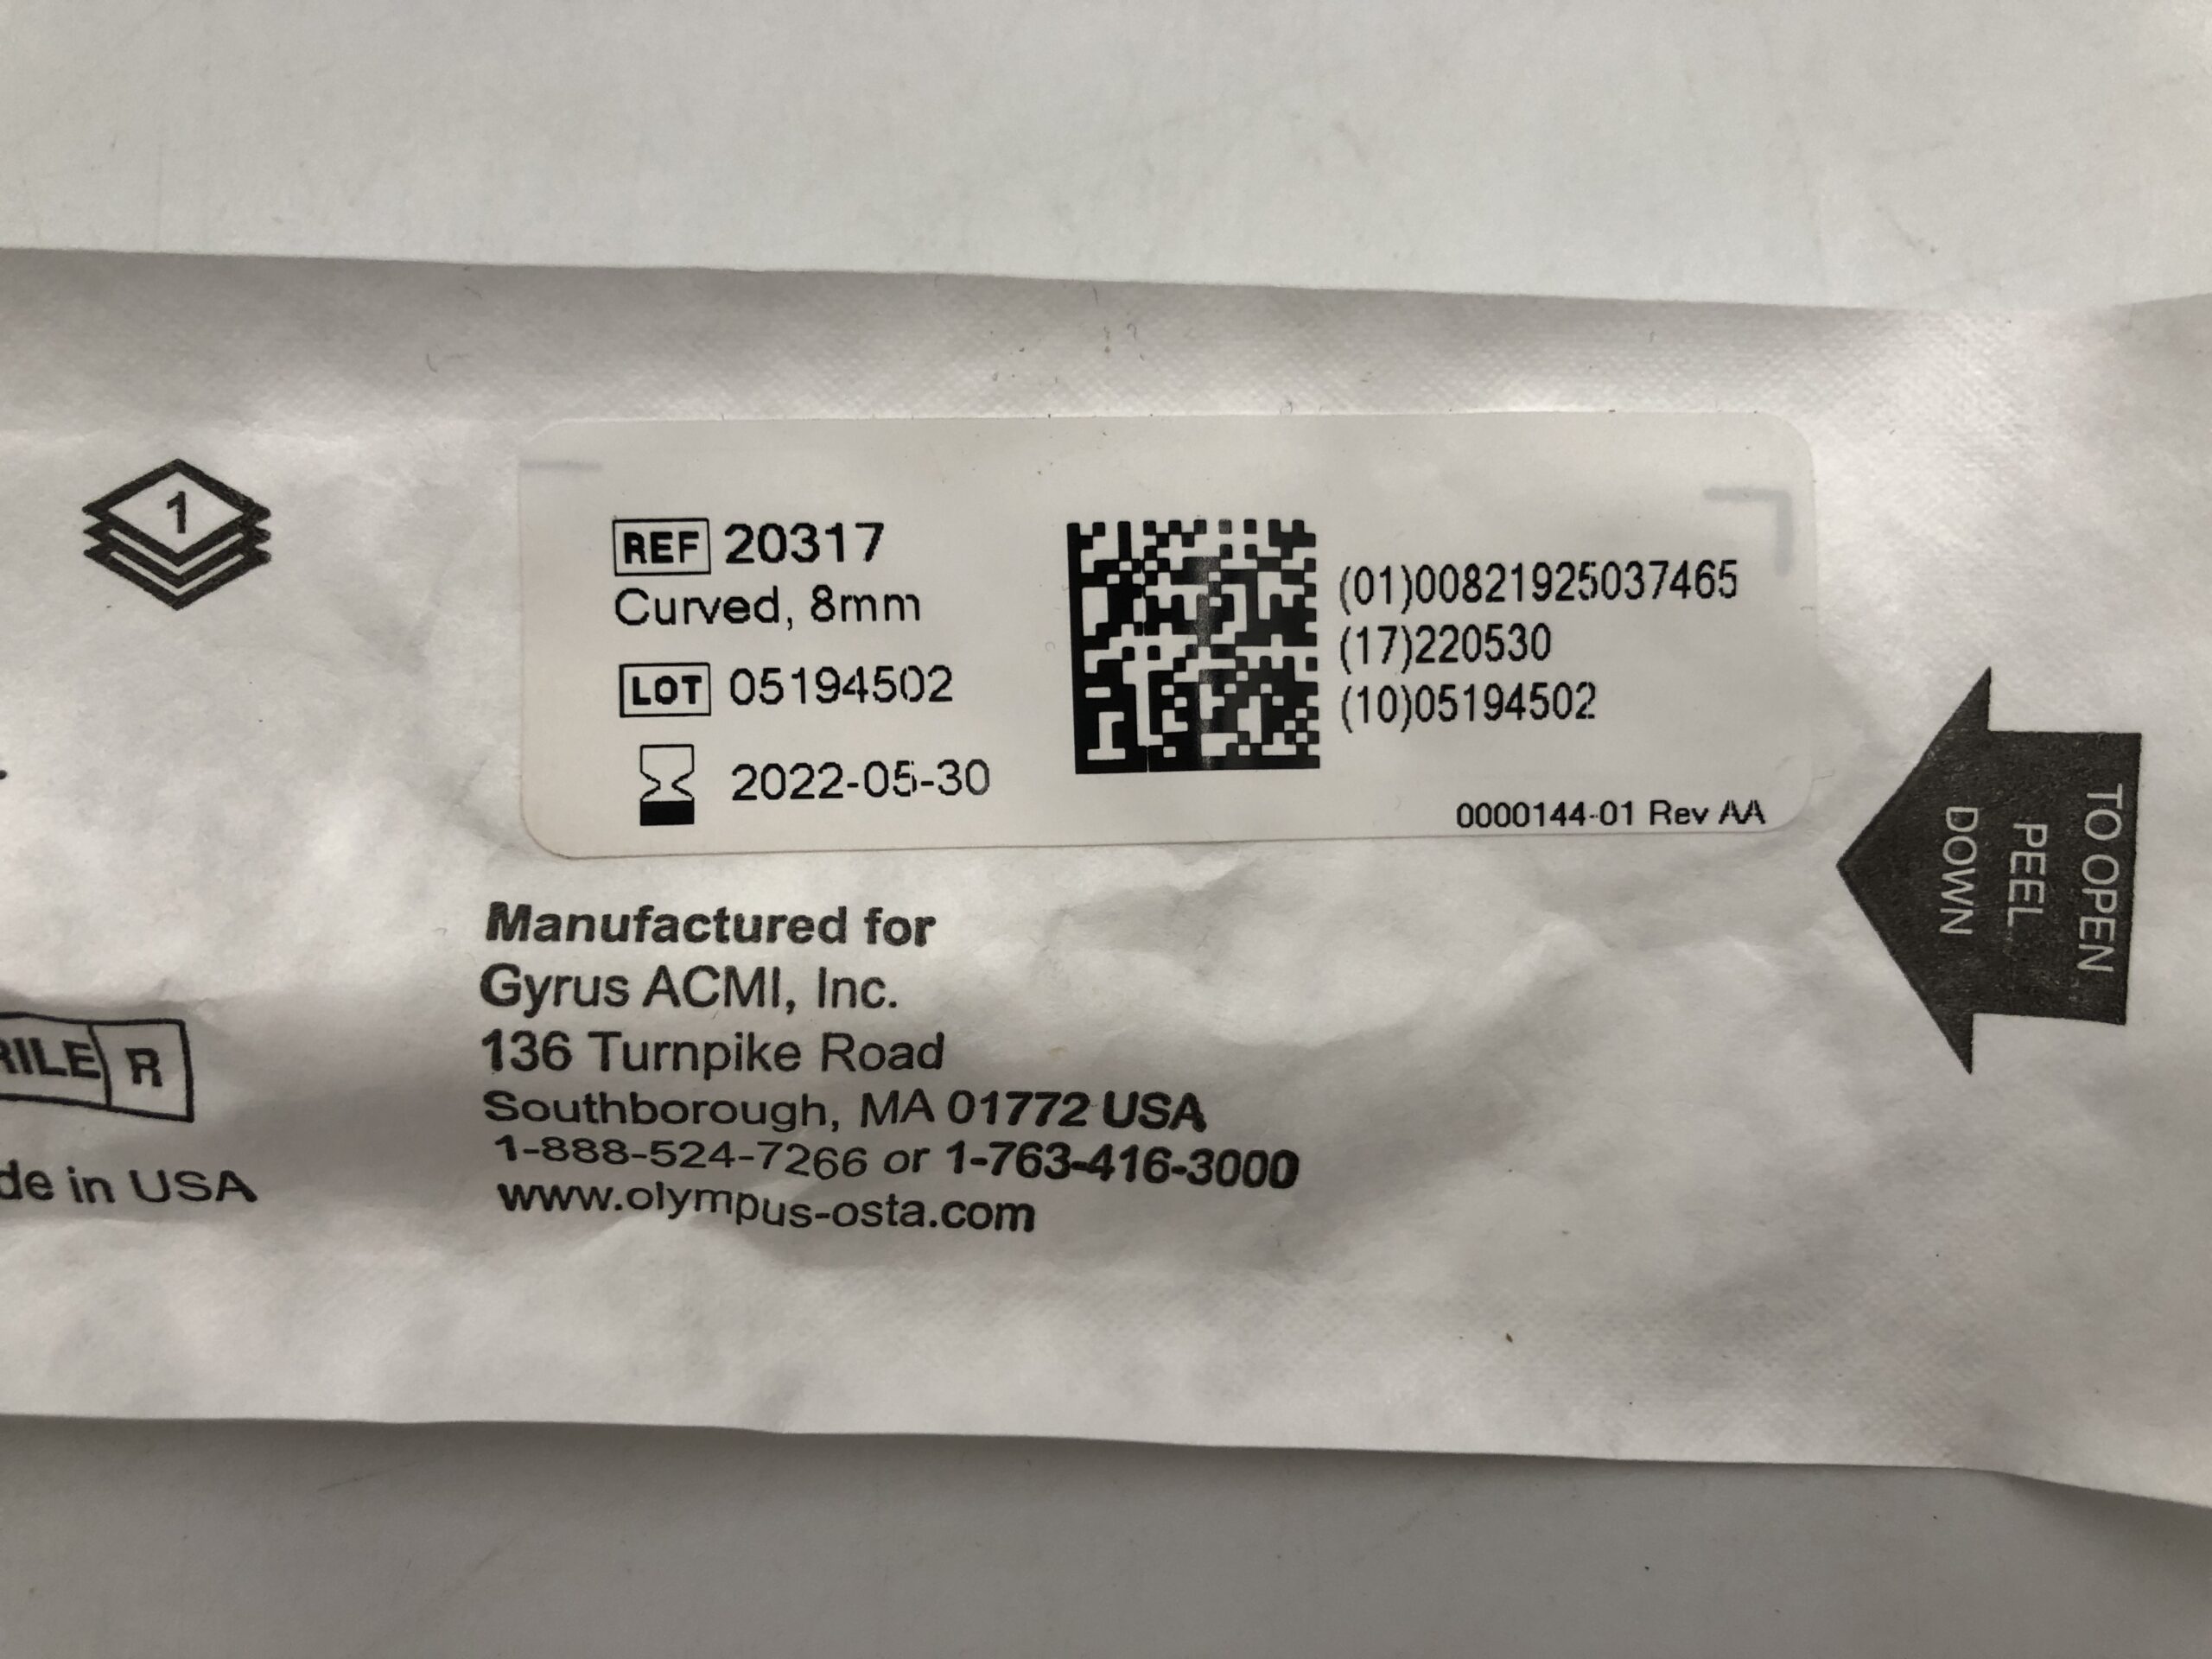 1
REF 20317
Curved, 8mm
LOT 05194502
2022-05-30
(01)00821925037465
(17)220530
(10)05194502
0000144-01 Rev AA
TO OPEN
PEEL
DOWN
Manufactured for
Gyrus ACMI, Inc.
136 Turnpike Road
Southborough, MA 01772 USA
1-888-524-7266 or 1-763-416-3000
www.olympus-osta.com
RILE R
de in USA